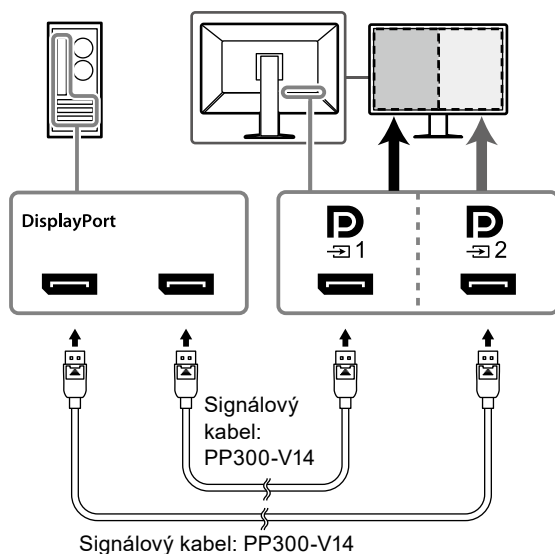 DisplayPort
1
2
Signálový
kabel:
PP300-V14
Signálový kabel: PP300-V14